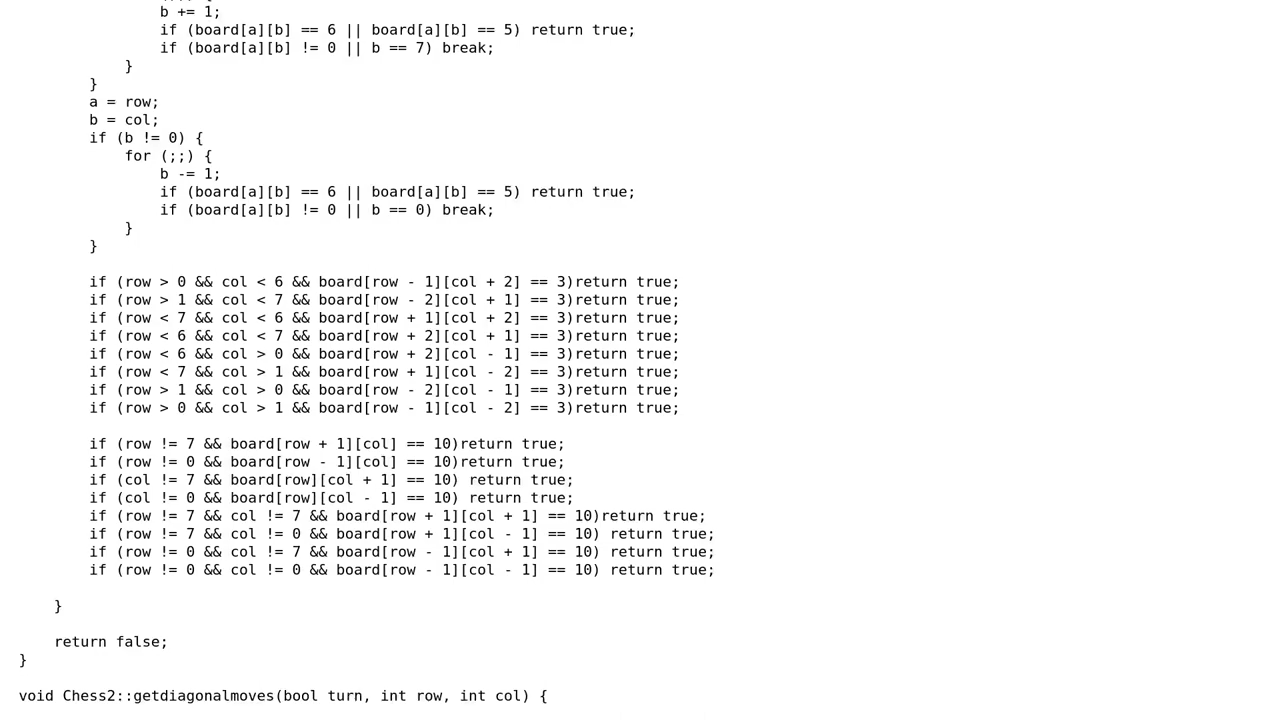 b += 1;
if (board[a][b] == 6 || board[a][b] == 5) return true;
if (board[a][b] != 0 || b == 7) break;
}
}
a = row;
b = col;
if (b != 0) {
for (;;) {
b -= 1;
if (board[a][b] == 6 || board[a][b] == 5) return true;
if (board[a][b] != 0 || b == 0) break;
}
}
if (row > 0 && col < 6 && board[row - 1][col + 2] == 3)return true;
if (row > 1 && col < 7 && board[row - 2][col + 1] == 3)return true;
if (row < 7 && col < 6 && board[row + 1][col + 2] == 3)return true;
if (row < 6 && col < 7 && board[row + 2][col + 1] == 3)return true;
if (row < 6 && col > 0 && board[row + 2][col - 1] == 3)return true;
if (row < 7 && col > 1 && board[row + 1][col - 2] == 3)return true;
if (row > 1 && col > 0 && board[row - 2][col - 1] == 3)return true;
if (row > 0 && col > 1 && board[row - 1][col - 2] == 3)return true;
if (row != 7 && board[row + 1][col] == 10)return true;
if (row != 0 && board[row - 1][col] == 10)return true;
if (col != 7 && board[row][col + 1] == 10) return true;
if (col != 0 && board[row][col - 1] == 10) return true;
if (row != 7 && col != 7 && board[row + 1][col + 1] == 10)return true;
if (row != 7 && col != 0 && board[row + 1][col - 1] == 10) return true;
if (row != 0 && col != 7 && board[row - 1][col + 1] == 10) return true;
if (row != 0 && col != 0 && board[row - 1][col - 1] == 10) return true;
}
return false;
}
void Chess2::getdiagonalmoves(bool turn, int row, int col) {